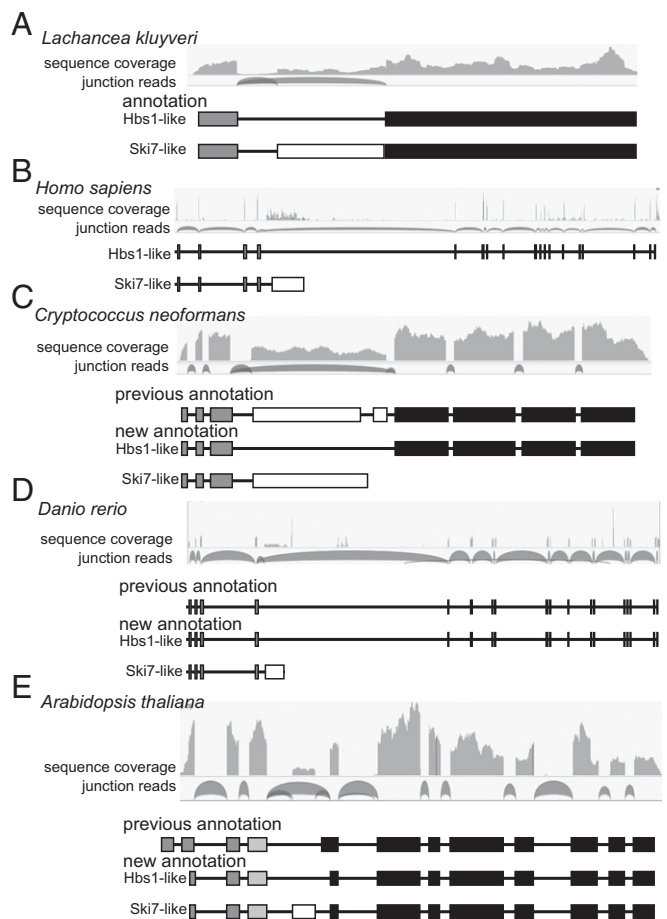 A
Lachancea kluyveri
sequence coverage
junction reads
annotation
Hbs1-like
Ski7-like
B
Homo sapiens
sequence coverage
junction reads
Hbs1-like
Ski7-like
C
Cryptococcus neoformans
sequence coverage
junction reads
previous annotation
new annotation
Hbs1-like
Ski7-like
D
Danio rerio
sequence coverage
junction reads
previous annotation
new annotation
Hbs1-like
Ski7-like
E
Arabidopsis thaliana
sequence coverage
junction reads
previous annotation
new annotation
Hbs1-like
Ski7-like